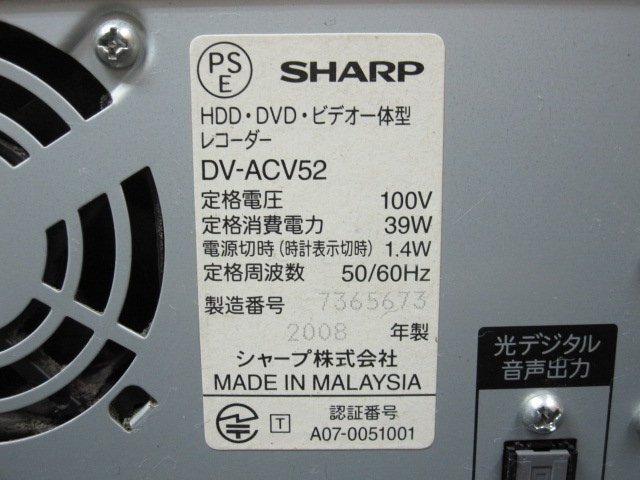 PS
E
SHARP
HDD・DVD・ビデオ一体型
レコーダー
DV-ACV52
定格電圧 100V
定格消費電力 39W
電源切時(時計表示切時) 1.4W
定格周波数 50/60Hz
製造番号 7365673
2008 年製
シャープ株式会社
MADE IN MALAYSIA
T 認証番号
A07-0051001
光デジタル
音声出力